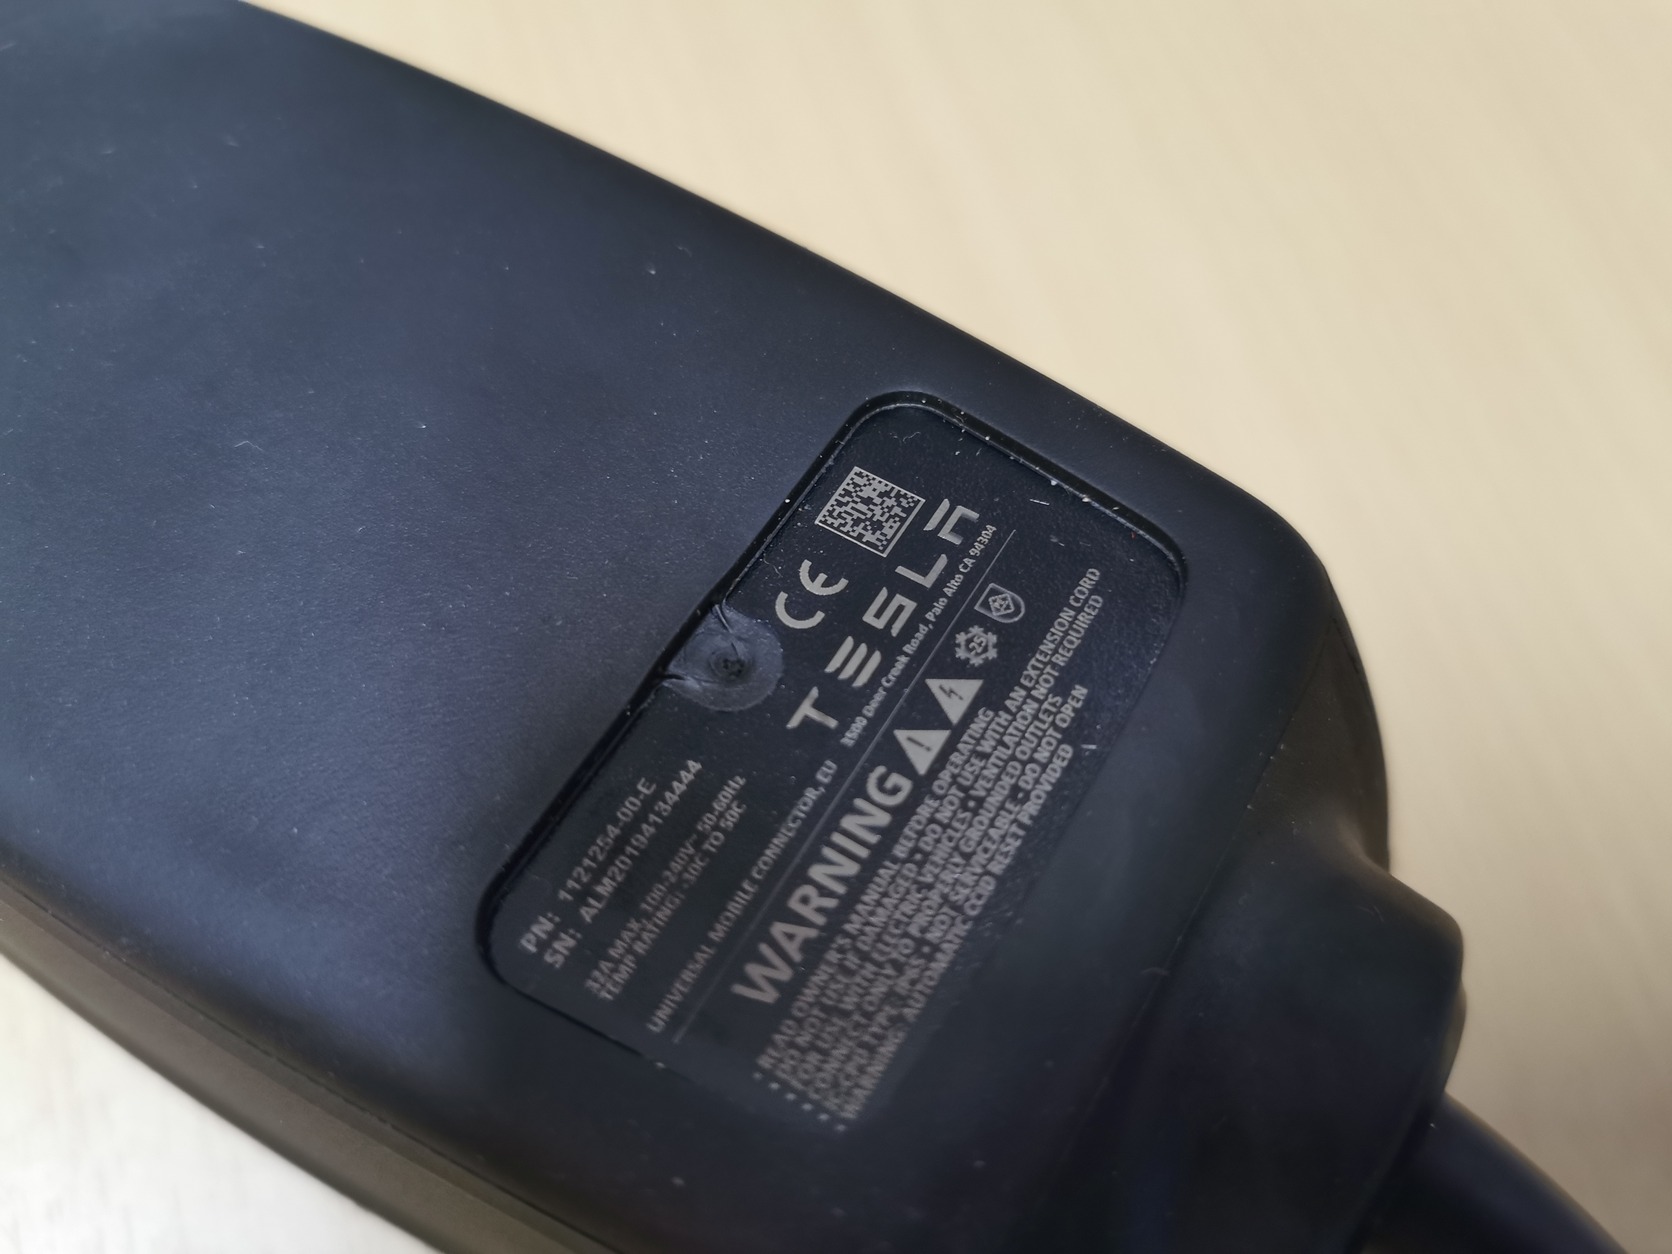 CE
TESLA
3500 Deer Creek Road, Palo Alto CA 94304
PN: 1121254-00-E
SN: ALM20194134444
32A MAX, 100-240V~ 50-60Hz
TEMP RATING: -30C TO 50C
UNIVERSAL MOBILE CONNECTOR, EU
25
WARNING
• READ OWNER'S MANUAL BEFORE OPERATING
• DO NOT USE IF DAMAGED - DO NOT USE WITH AN EXTENSION CORD
• FOR USE WITH ELECTRIC VEHICLES - VENTILATION NOT REQUIRED
• CONNECT ONLY TO PROPERLY GROUNDED OUTLETS
• NOT SERVICEABLE - DO NOT OPEN
WARNING: AUTOMATIC CCID RESET PROVIDED